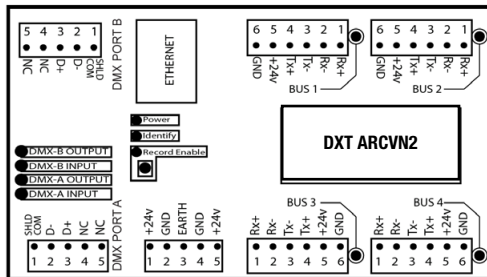 5 4 3 2 1
NC NC D+ D- SHLD COM
DMX PORT B
ETHERNET
6 5 4 3 2 1
GND +24v Tx+ Tx- Rx- Rx+
BUS 1
6 5 4 3 2 1
GND +24v Tx+ Tx- Rx- Rx+
BUS 2
Power
Identify
Record Enable
DMX-B OUTPUT
DMX-B INPUT
DMX-A OUTPUT
DMX-A INPUT
DXT ARCVN2
SHLD COM D- D+ NC NC
1 2 3 4 5
DMX PORT A
+24v GND EARTH GND +24v
1 2 3 4 5
BUS 3
Rx+ Rx- Tx- Tx+ +24v GND
1 2 3 4 5 6
BUS 4
Rx+ Rx- Tx- Tx+ +24v GND
1 2 3 4 5 6